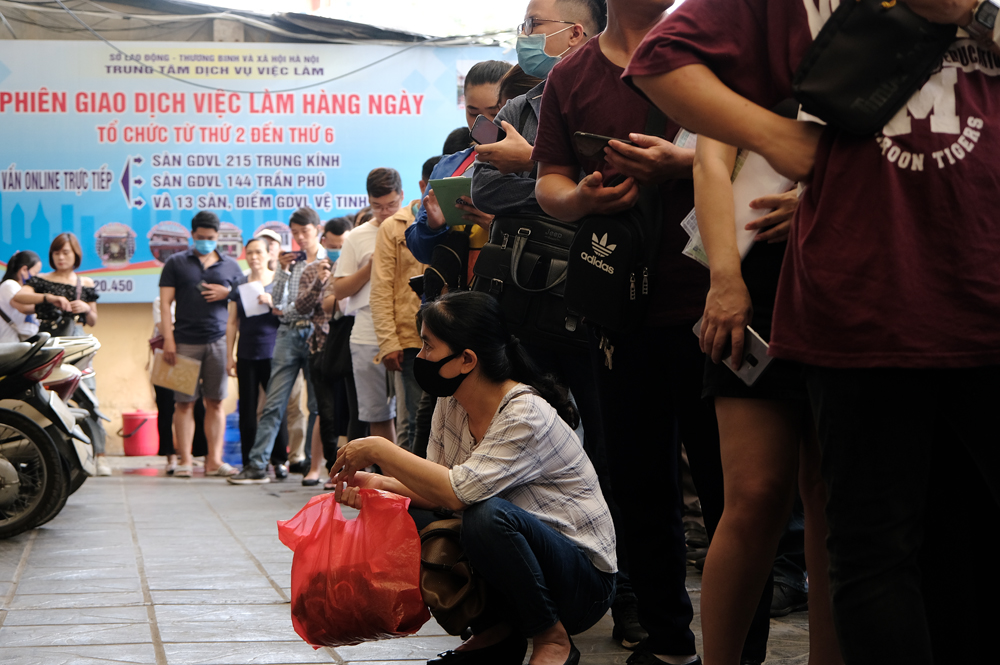 SỞ LAO ĐỘNG - THƯƠNG BINH VÀ XÃ HỘI HÀ NỘI
TRUNG TÂM DỊCH VỤ VIỆC LÀM
PHIÊN GIAO DỊCH VIỆC LÀM HÀNG NGÀY
TỔ CHỨC TỪ THỨ 2 ĐẾN THỨ 6
VẤN ONLINE TRỰC TIẾP
SÀN GDVL 215 TRUNG KÍNH
SÀN GDVL 144 TRẦN PHÚ
VÀ 13 SÀN, ĐIỂM GDVL VỆ TINH
20.450
adidas
M
ROON TIGERS